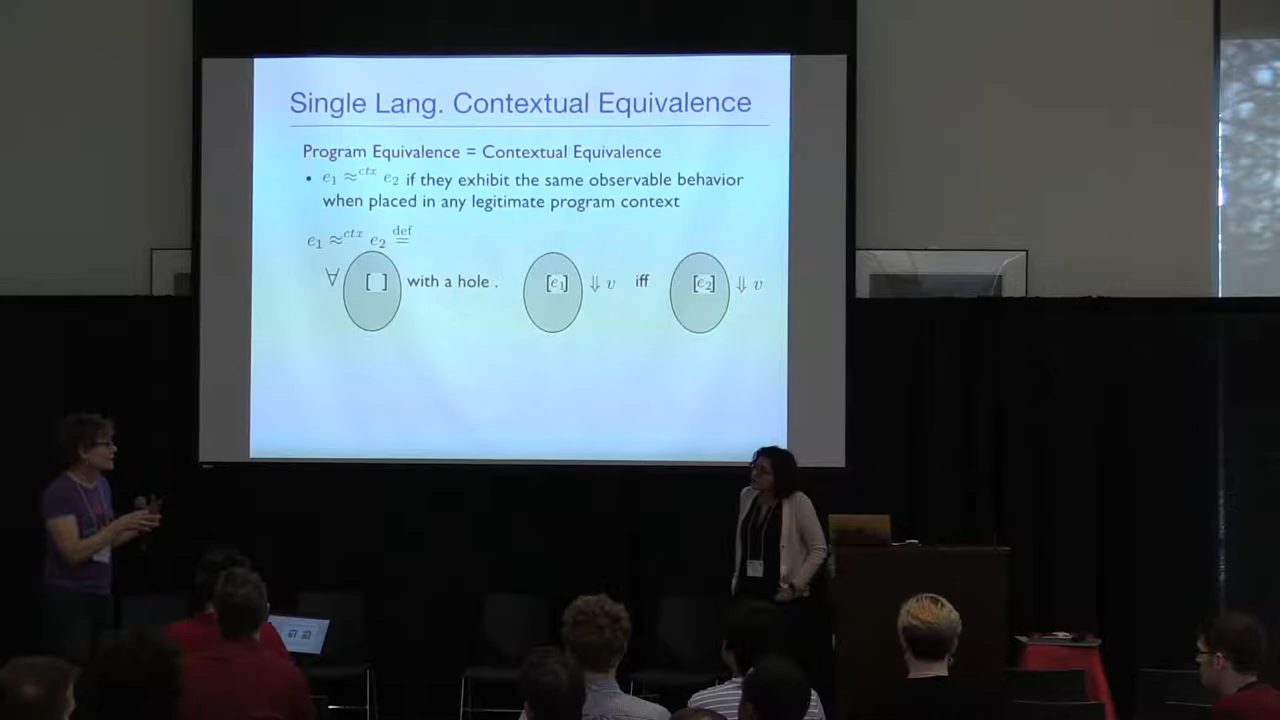 Single Lang. Contextual Equivalence
Program Equivalence = Contextual Equivalence
• e₁ ≈ᶜᵗˣ e₂ if they exhibit the same observable behavior
when placed in any legitimate program context
e₁ ≈ᶜᵗˣ e₂ def =
∀ [ ] with a hole . [e₁] ⇓ v iff [e₂] ⇓ v